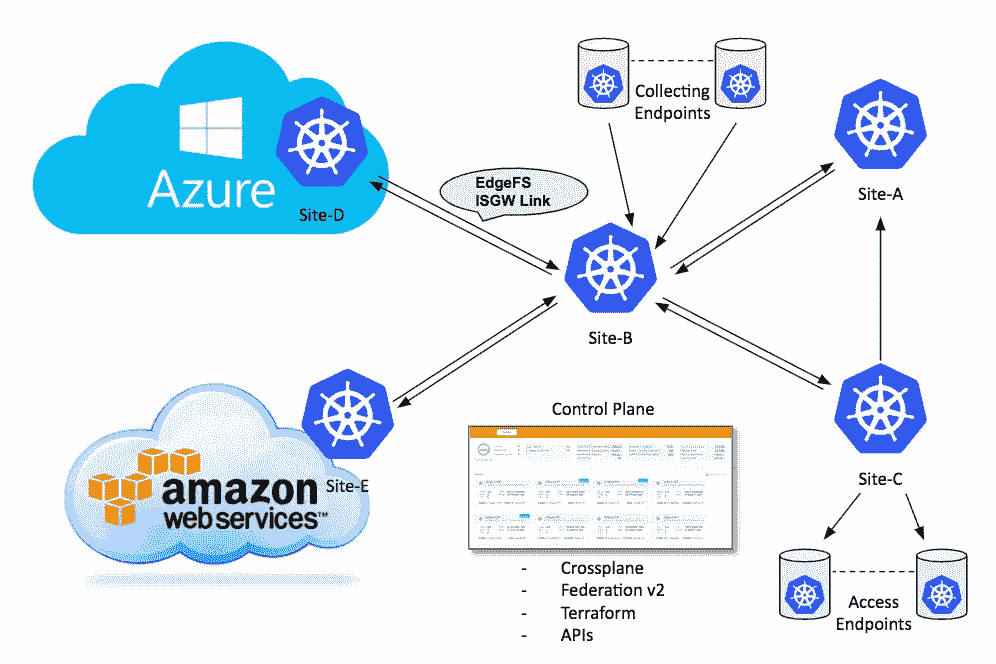 Collecting
Endpoints
Azure
Site-D
EdgeFS
ISGW Link
Site-A
Site-B
Control Plane
amazon
web services™
Site-E
Site-C
- Crossplane
- Federation v2
- Terraform
- APIs
Access
Endpoints